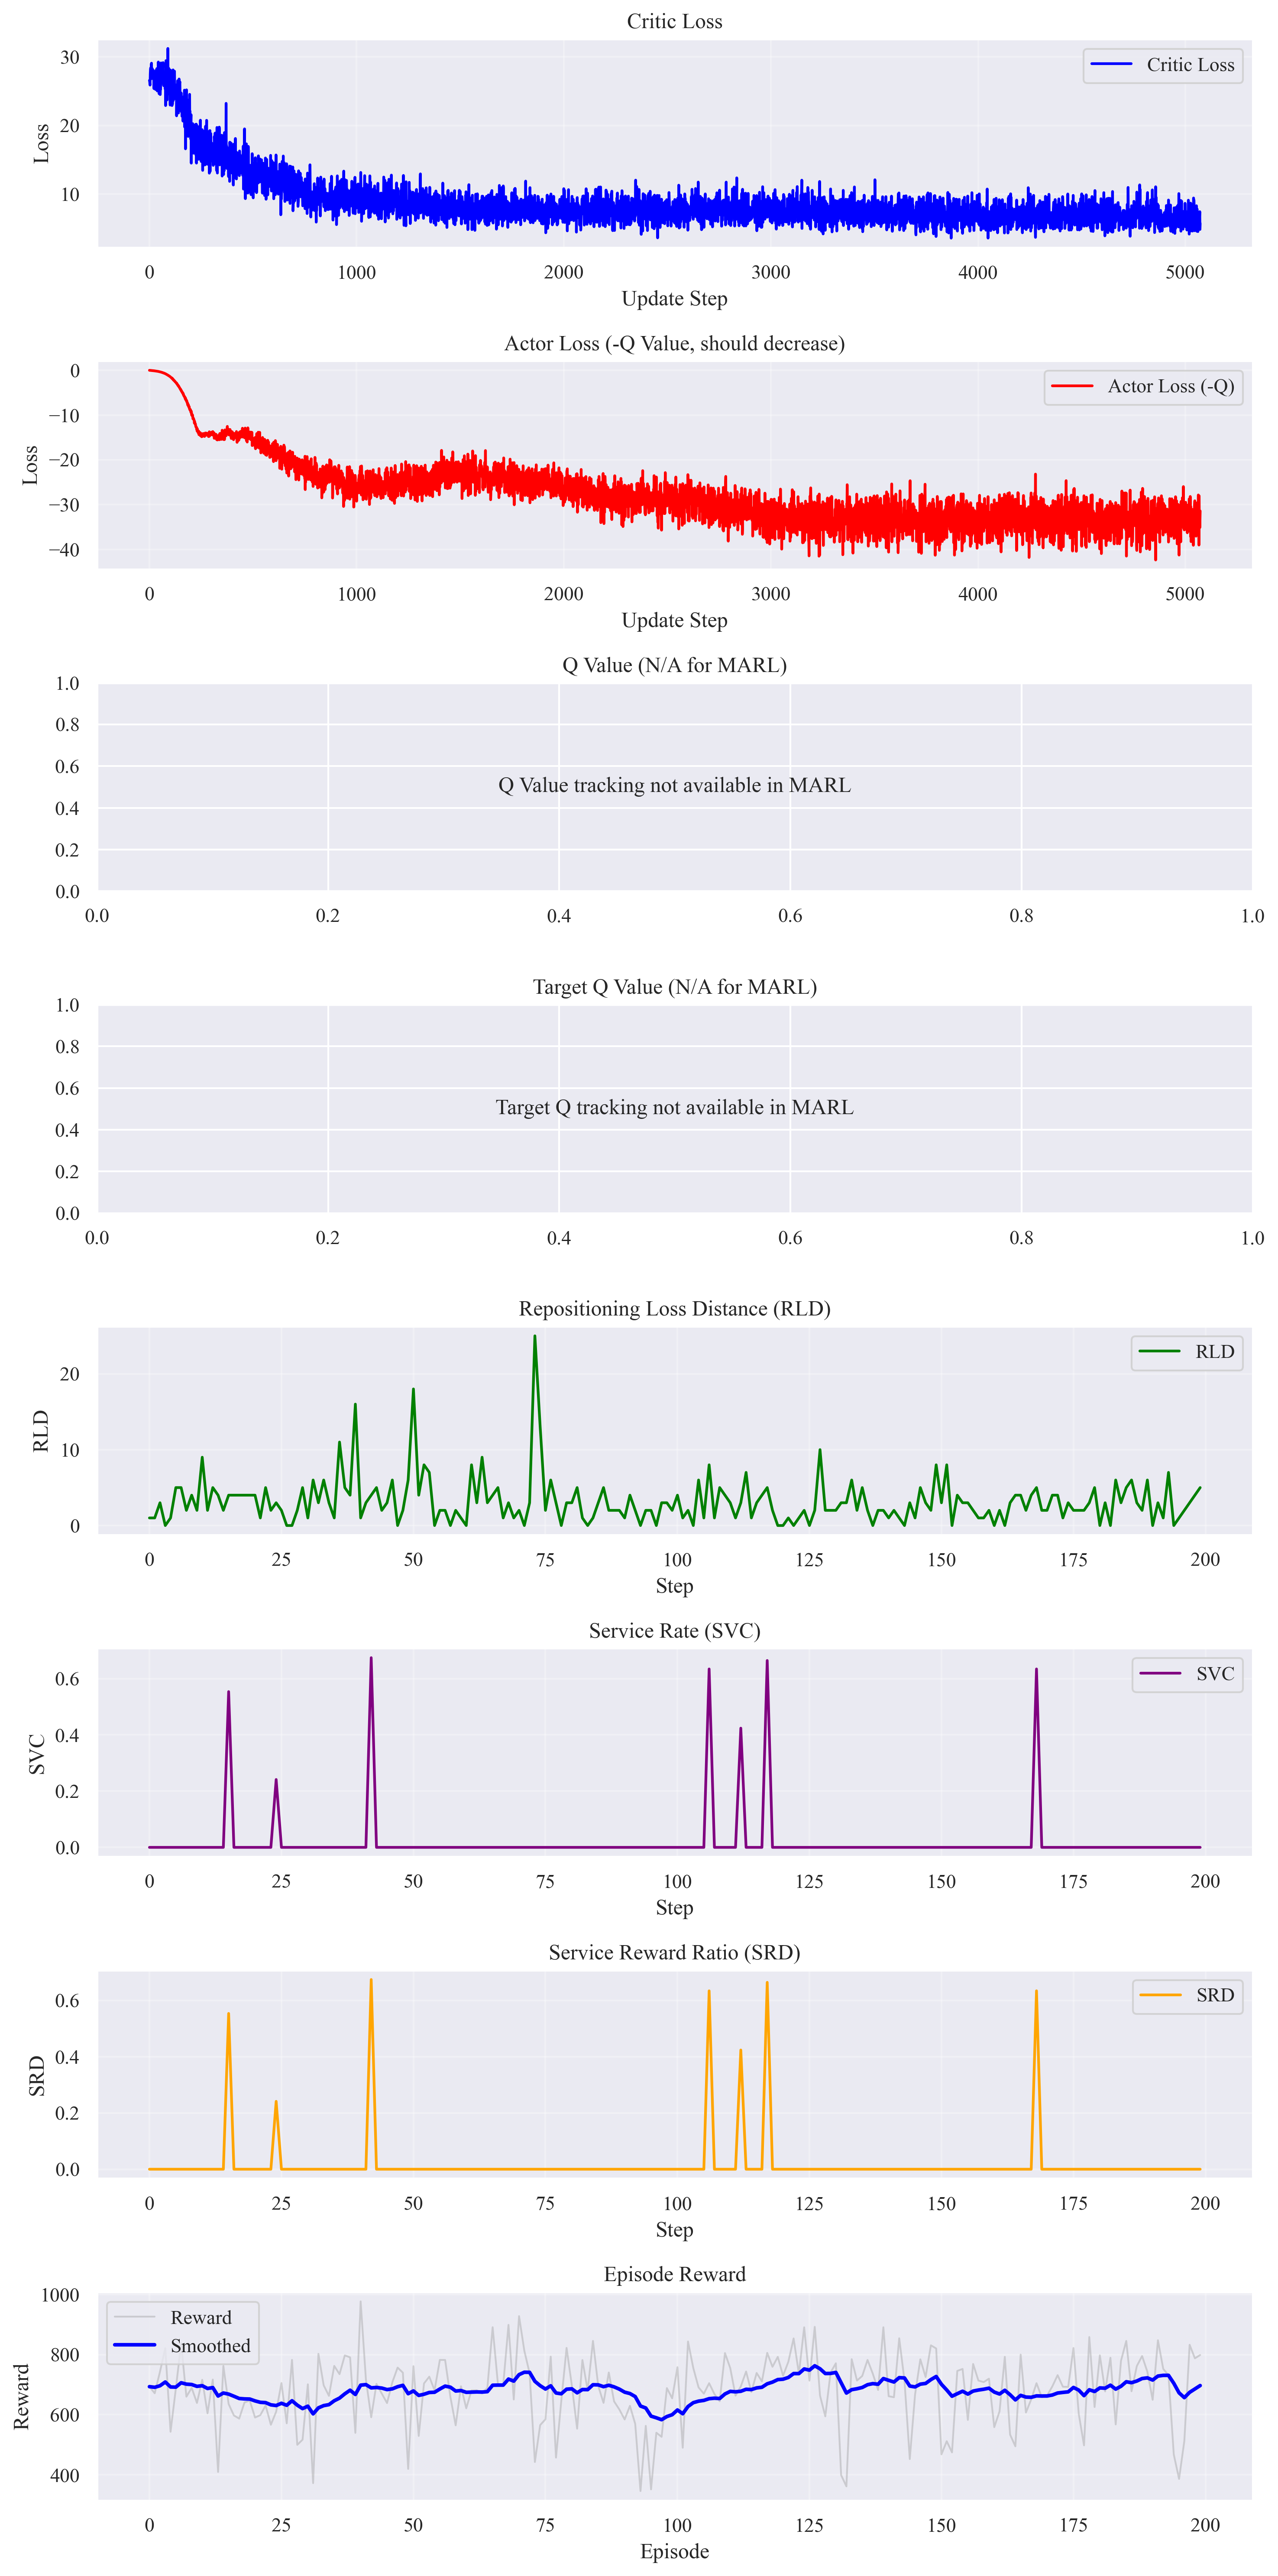 Critic Loss
30
20
10
Loss
Critic Loss
0 1000 2000 3000 4000 5000
Update Step
Actor Loss (-Q Value, should decrease)
0
−10
−20
−30
−40
Loss
Actor Loss (-Q)
0 1000 2000 3000 4000 5000
Update Step
Q Value (N/A for MARL)
1.0
0.8
0.6
Q Value tracking not available in MARL
0.4
0.2
0.0
0.0 0.2 0.4 0.6 0.8 1.0
Target Q Value (N/A for MARL)
1.0
0.8
0.6
Target Q tracking not available in MARL
0.4
0.2
0.0
0.0 0.2 0.4 0.6 0.8 1.0
Repositioning Loss Distance (RLD)
RLD
20
10
0
RLD
0 25 50 75 100 125 150 175 200
Step
Service Rate (SVC)
SVC
0.6
0.4
0.2
0.0
SVC
0 25 50 75 100 125 150 175 200
Step
Service Reward Ratio (SRD)
SRD
0.6
0.4
0.2
0.0
SRD
0 25 50 75 100 125 150 175 200
Step
Episode Reward
1000
800
600
400
Reward
Reward
Smoothed
0 25 50 75 100 125 150 175 200
Episode